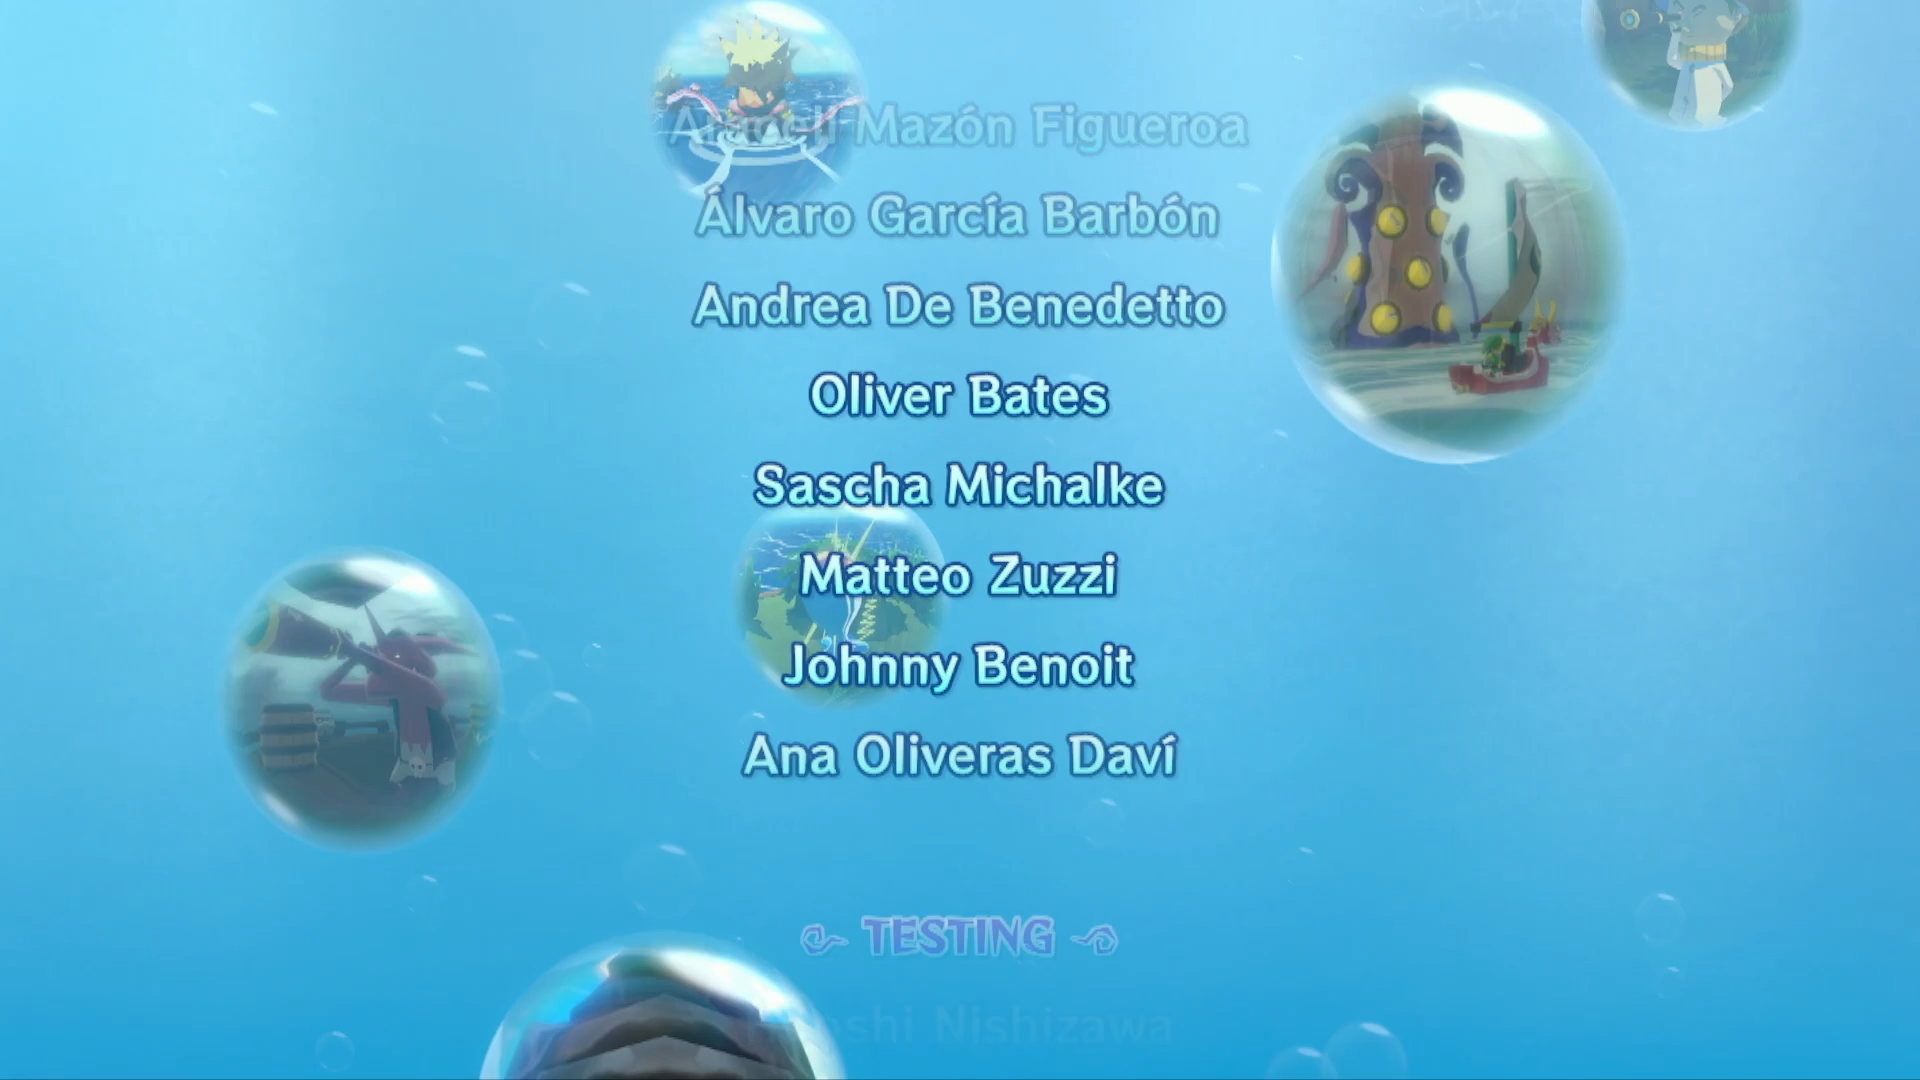 Araceli Mazón Figueroa
Álvaro García Barbón
Andrea De Benedetto
Oliver Bates
Sascha Michalke
Matteo Zuzzi
Johnny Benoit
Ana Oliveras Daví
TESTING
Nishizawa